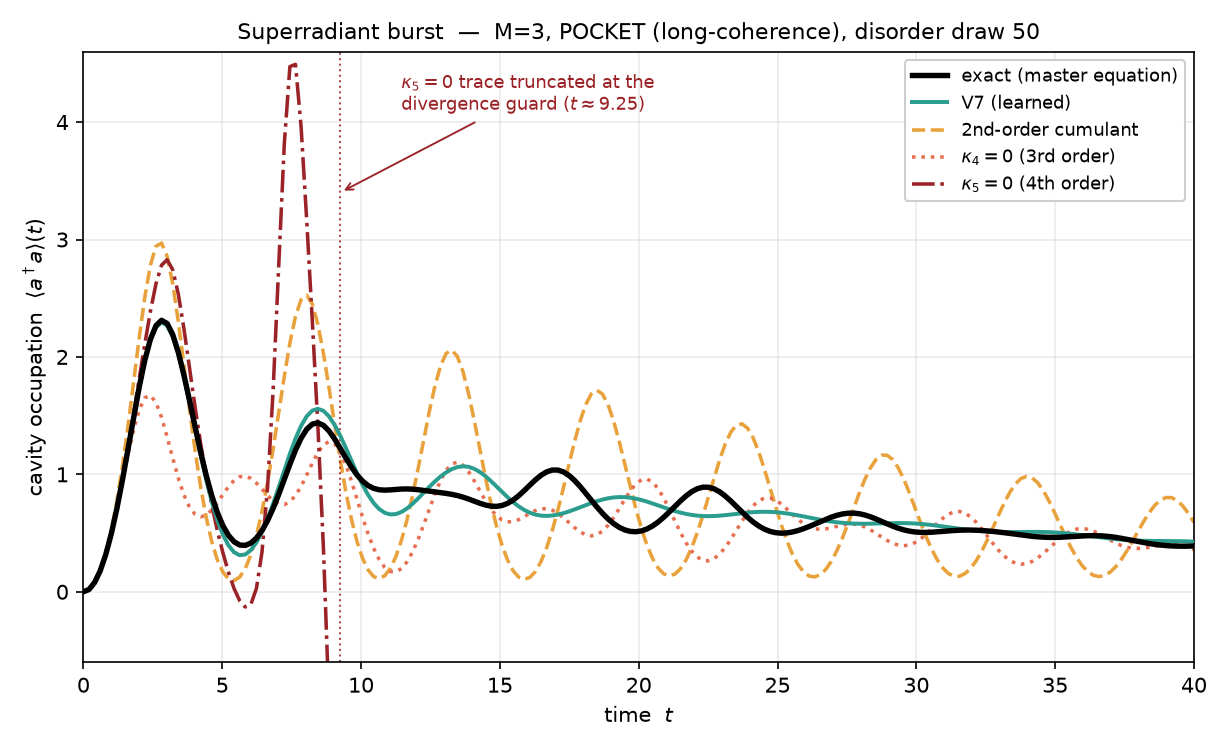 Superradiant burst — M=3, POCKET (long-coherence), disorder draw 50
κ₅ = 0 trace truncated at the
divergence guard (t ≈ 9.25)
exact (master equation)
V7 (learned)
2nd-order cumulant
κ₄ = 0 (3rd order)
κ₅ = 0 (4th order)
cavity occupation ⟨a†a⟩(t)
4
3
2
1
0
0 5 10 15 20 25 30 35 40
time t